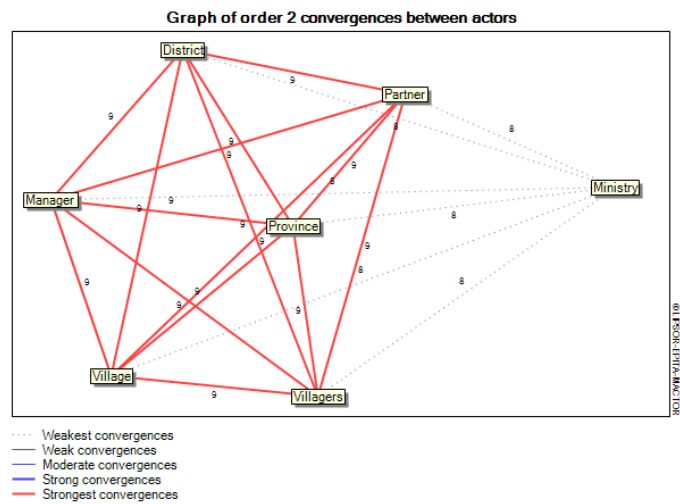 Graph of order 2 convergences between actors
District
9
Partner
9
8
8
9
9
9
8
Manager
9
9
Ministry
8
9
Province
9
9
8
9
9
9
9
9
Village
9
Villagers
© LIPSOR-EPITA-MACTOR
Weakest convergences
Weak convergences
Moderate convergences
Strong convergences
Strongest convergences